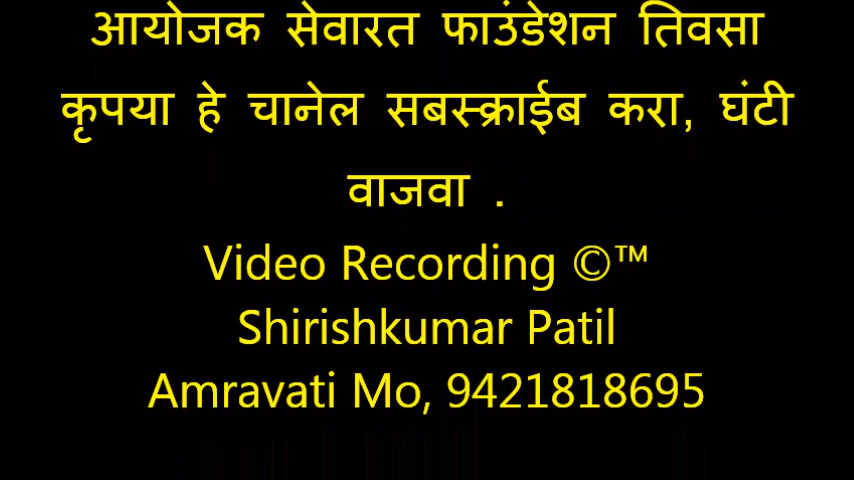 आयोजक सेवारत फाउंडेशन तिवसा
कृपया हे चानेल सबस्क्राईब करा, घंटी
वाजवा .
Video Recording ©™
Shirishkumar Patil
Amravati Mo, 9421818695